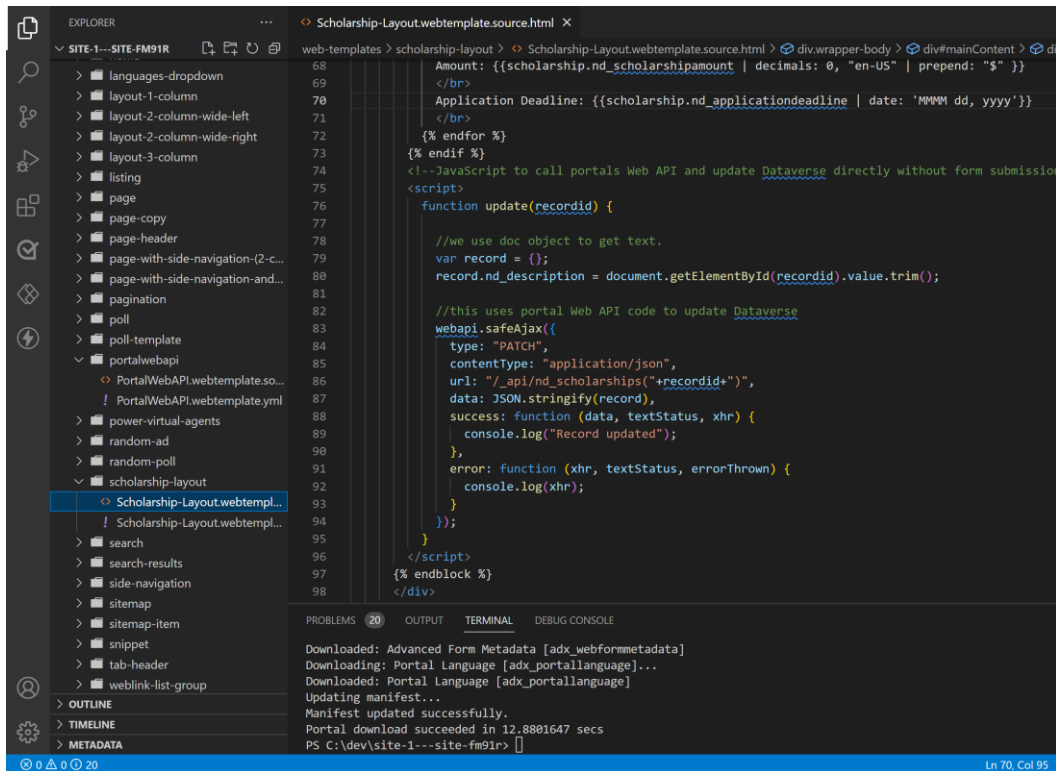 EXPLORER
SITE-1---SITE-FM91R
languages-dropdown
layout-1-column
layout-2-column-wide-left
layout-2-column-wide-right
layout-3-column
listing
page
page-copy
page-header
page-with-side-navigation-(2-c...
page-with-side-navigation-and...
pagination
poll
poll-template
portalwebapi
PortalWebAPI.webtemplate.so...
PortalWebAPI.webtemplate.yml
power-virtual-agents
random-ad
random-poll
scholarship-layout
Scholarship-Layout.webtempl...
Scholarship-Layout.webtempl...
search
search-results
side-navigation
sitemap
sitemap-item
snippet
tab-header
weblink-list-group
OUTLINE
TIMELINE
METADATA
Scholarship-Layout.webtemplate.source.html
web-templates > scholarship-layout > Scholarship-Layout.webtemplate.source.html > div.wrapper-body > div#mainContent > di
68 Amount: {{scholarship.nd_scholarshipamount | decimals: 0, "en-US" | prepend: "$" }}
69 </br>
70 Application Deadline: {{scholarship.nd_applicationdeadline | date: 'MMMM dd, yyyy'}}
71 </br>
72 {% endfor %}
73 {% endif %}
74 <!--JavaScript to call portals Web API and update Dataverse directly without form submission
75 <script>
76 function update(recordid) {
77
78 //we use doc object to get text.
79 var record = {};
80 record.nd_description = document.getElementById(recordid).value.trim();
81
82 //this uses portal Web API code to update Dataverse
83 webapi.safeAjax({
84 type: "PATCH",
85 contentType: "application/json",
86 url: "/_api/nd_scholarships("+recordid+")",
87 data: JSON.stringify(record),
88 success: function (data, textStatus, xhr) {
89 console.log("Record updated");
90 },
91 error: function (xhr, textStatus, errorThrown) {
92 console.log(xhr);
93 }
94 });
95 }
96 </script>
97 {% endblock %}
98 </div>
PROBLEMS 20 OUTPUT TERMINAL DEBUG CONSOLE
Downloaded: Advanced Form Metadata [adx_webformmetadata]
Downloading: Portal Language [adx_portallanguage]...
Downloaded: Portal Language [adx_portallanguage]
Updating manifest...
Manifest updated successfully.
Portal download succeeded in 12.8801647 secs
PS C:\dev\site-1---site-fm91r>
0 0 20
Ln 70, Col 95